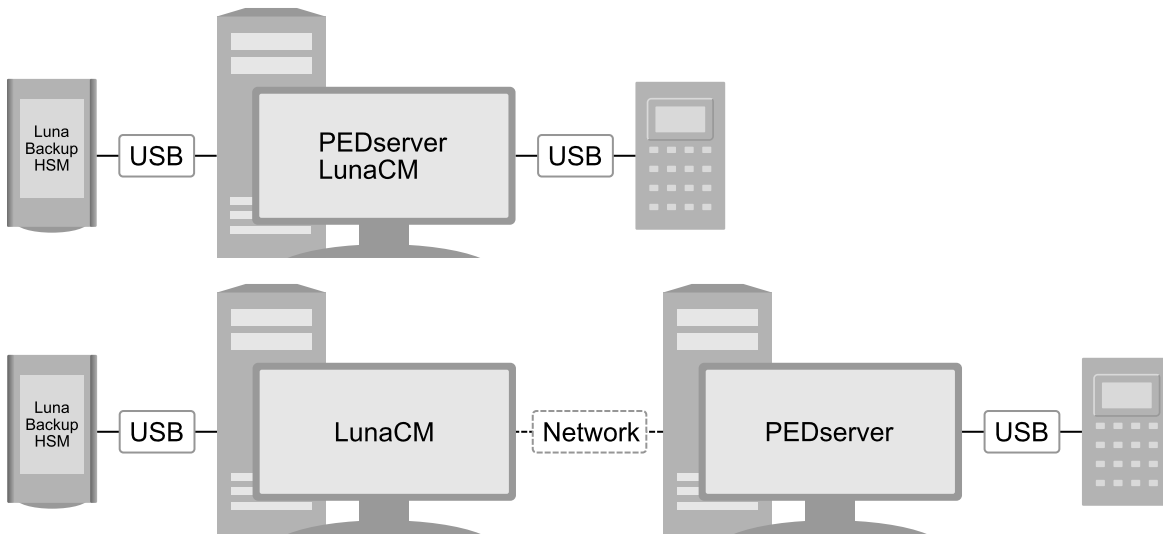 Luna
Backup
HSM
USB
PEDserver
LunaCM
USB
Luna
Backup
HSM
USB
LunaCM
Network
PEDserver
USB